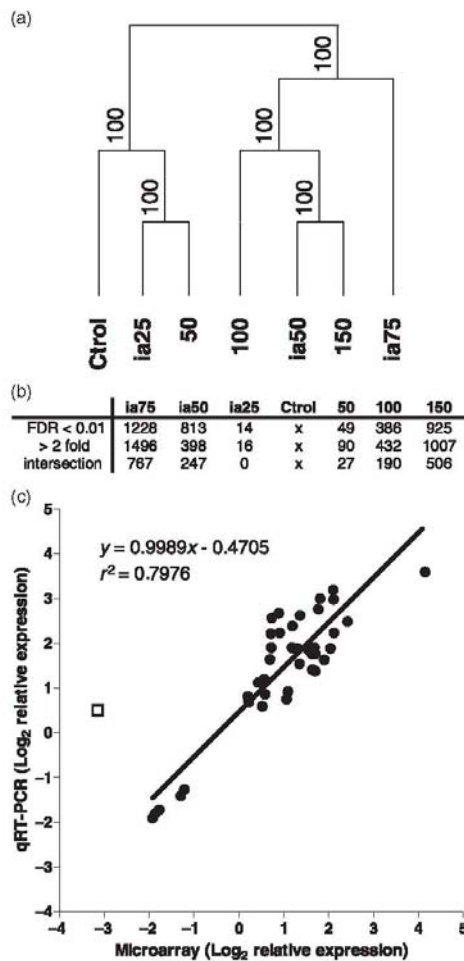 (a)
100
100
100
100
100
Ctrol ia25 50 100 ia50 150 ia75
(b)
ia75 ia50 ia25 Ctrol 50 100 150
FDR < 0.01 1228 813 14 x 49 386 925
> 2 fold 1496 398 16 x 90 432 1007
intersection 767 247 0 x 27 190 506
(c)
y = 0.9989x - 0.4705
r² = 0.7976
5
4
3
2
1
0
−1
−2
−3
−4
qRT-PCR (Log₂ relative expression)
−4 −3 −2 −1 0 1 2 3 4 5
Microarray (Log₂ relative expression)